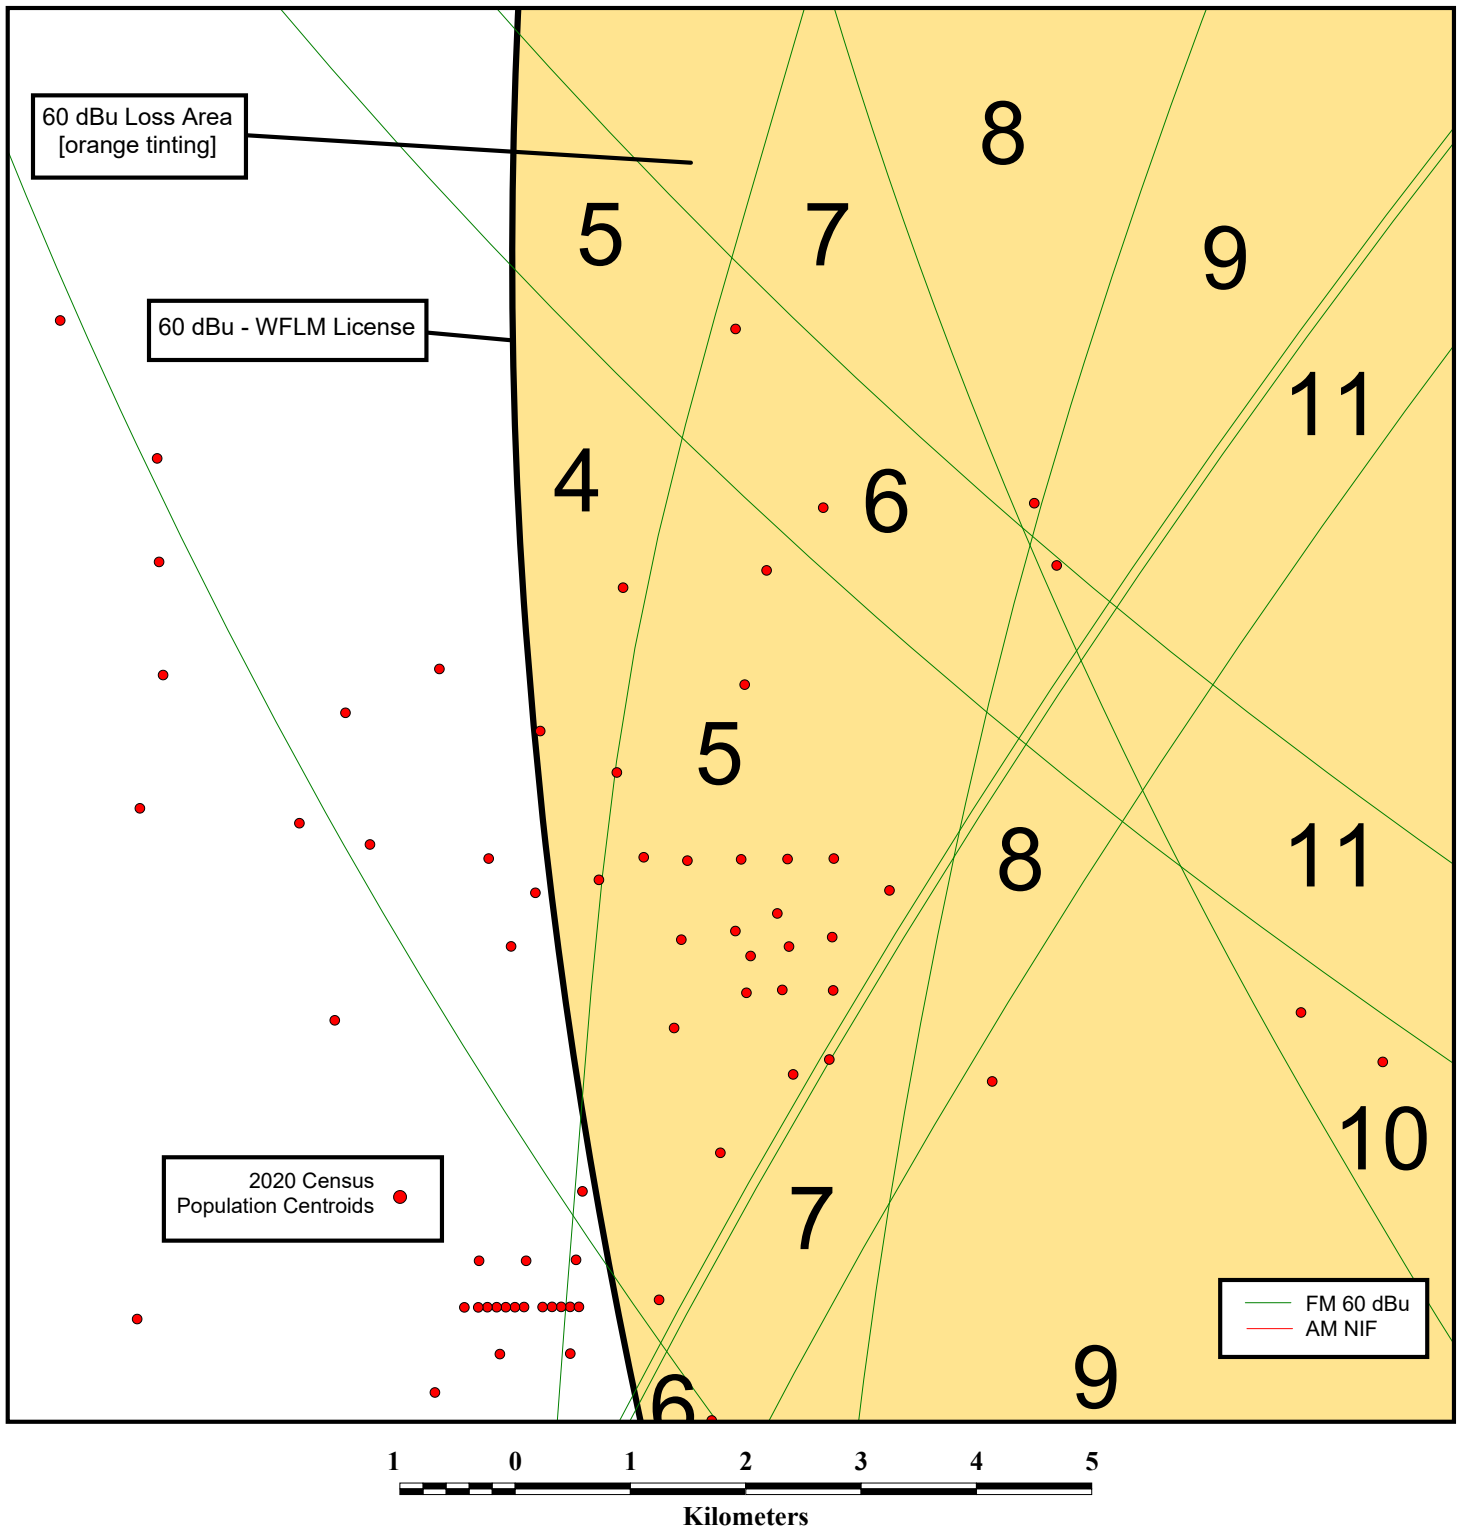 60 dBu Loss Area
[orange tinting]
8
5
7
9
60 dBu - WFLM License
11
4
6
5
8
11
10
2020 Census
Population Centroids
7
FM 60 dBu
AM NIF
9
6
1 0 1 2 3 4 5
Kilometers